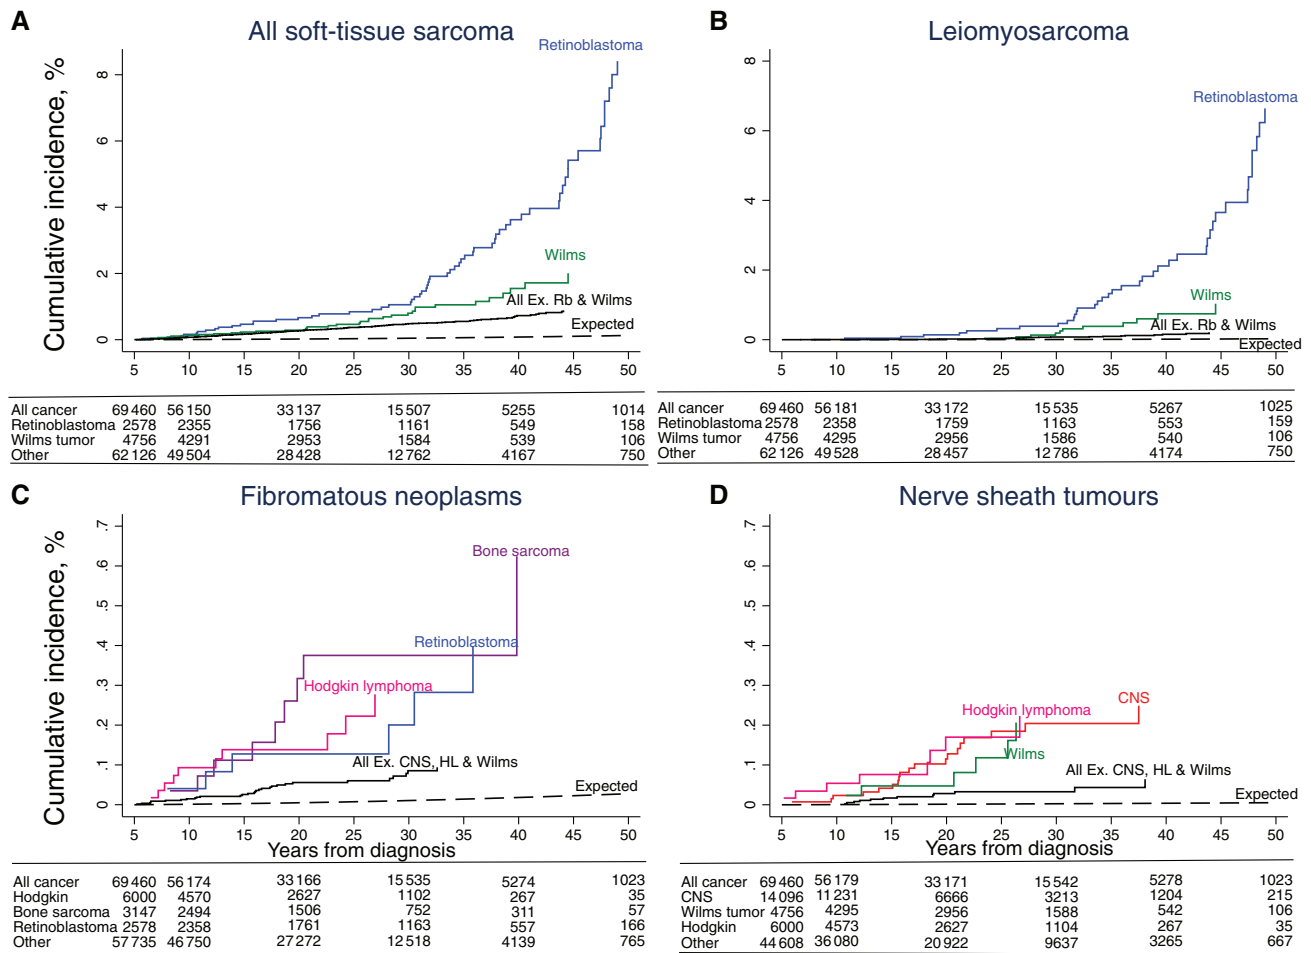 A
All soft-tissue sarcoma
Retinoblastoma
Wilms
All Ex. Rb & Wilms
Expected
Cumulative incidence, %
8
6
4
2
0
5 10 15 20 25 30 35 40 45 50
All cancer 69 460 56 150 33 137 15 507 5255 1014
Retinoblastoma 2578 2355 1756 1161 549 158
Wilms tumor 4756 4291 2953 1584 539 106
Other 62 126 49 504 28 428 12 762 4167 750
B
Leiomyosarcoma
Retinoblastoma
Wilms
All Ex. Rb & Wilms
Expected
8
6
4
2
0
5 10 15 20 25 30 35 40 45 50
All cancer 69 460 56 181 33 172 15 535 5267 1025
Retinoblastoma 2578 2358 1759 1163 553 159
Wilms tumor 4756 4295 2956 1586 540 106
Other 62 126 49 528 28 457 12 786 4174 750
C
Fibromatous neoplasms
Bone sarcoma
Retinoblastoma
Hodgkin lymphoma
All Ex. CNS, HL & Wilms
Expected
Cumulative incidence, %
.7
.6
.5
.4
.3
.2
.1
0
5 10 15 20 25 30 35 40 45 50
Years from diagnosis
All cancer 69 460 56 174 33 166 15 535 5274 1023
Hodgkin 6000 4570 2627 1102 267 35
Bone sarcoma 3147 2494 1506 752 311 57
Retinoblastoma 2578 2358 1761 1163 557 166
Other 57 735 46 750 27 272 12 518 4139 765
D
Nerve sheath tumours
CNS
Hodgkin lymphoma
Wilms
All Ex. CNS, HL & Wilms
Expected
.7
.6
.5
.4
.3
.2
.1
0
5 10 15 20 25 30 35 40 45 50
Years from diagnosis
All cancer 69 460 56 179 33 171 15 542 5278 1023
CNS 14 096 11 231 6666 3213 1204 215
Wilms tumor 4756 4295 2956 1588 542 106
Hodgkin 6000 4573 2627 1104 267 35
Other 44 608 36 080 20 922 9637 3265 667